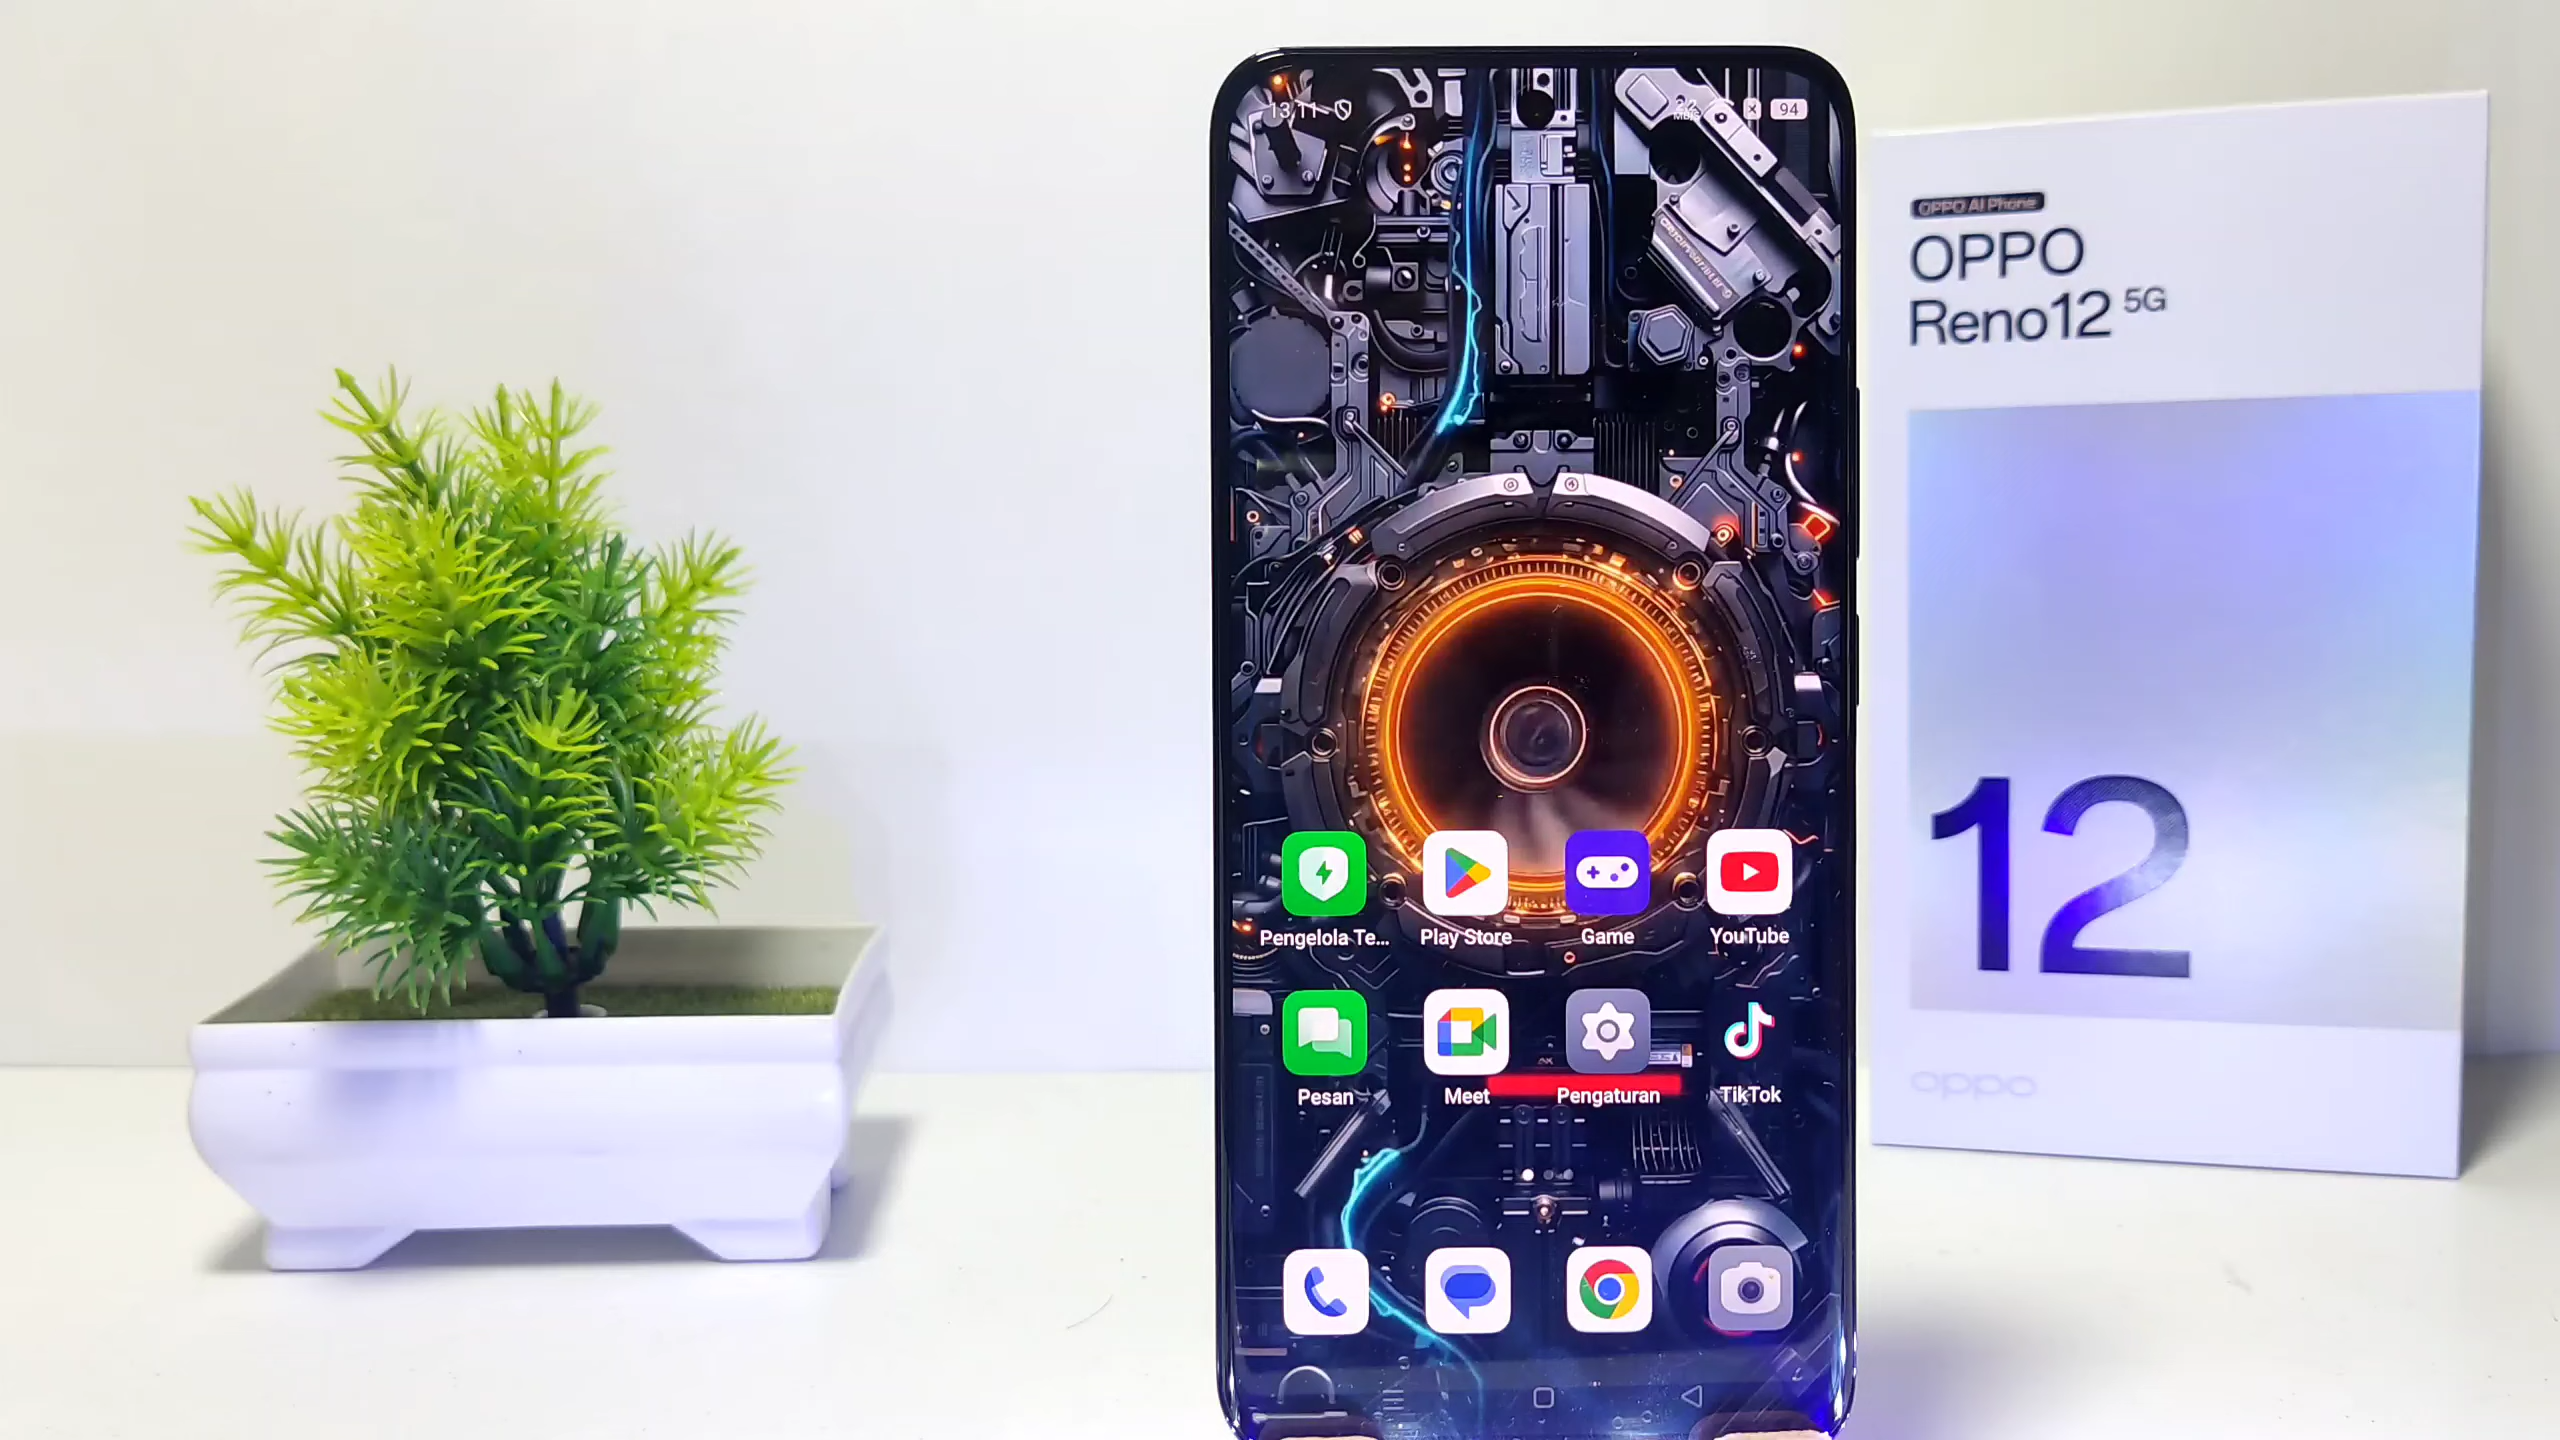 13.11
94
OPPO AI Phone
OPPO
Reno12 5G
12
Pengelola Te...
Play Store
Game
YouTube
Pesan
Meet
Pengaturan
TikTok
oppo